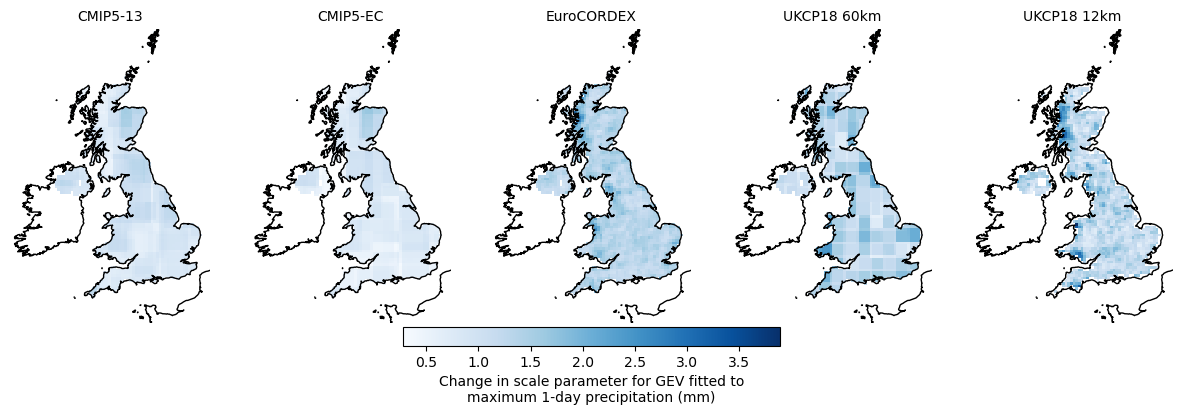 CMIP5-13
CMIP5-EC
EuroCORDEX
UKCP18 60km
UKCP18 12km
0.5 1.0 1.5 2.0 2.5 3.0 3.5
Change in scale parameter for GEV fitted to
maximum 1-day precipitation (mm)